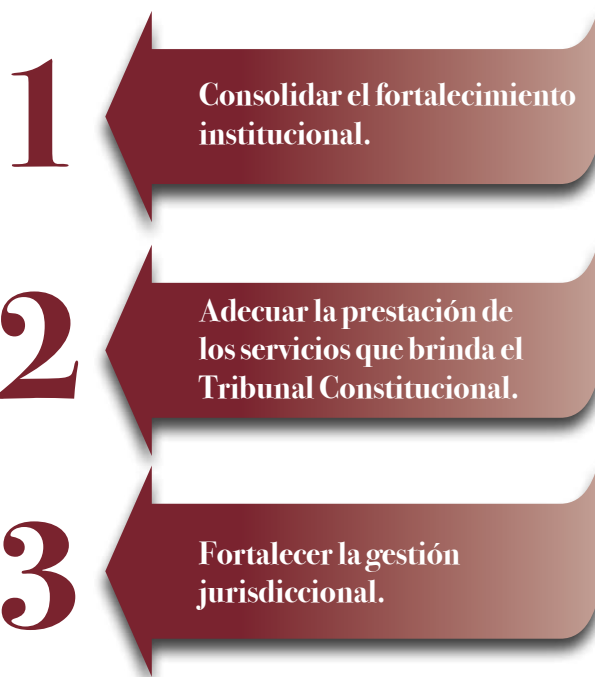 1
Consolidar el fortalecimiento
institucional.
2
Adecuar la prestación de
los servicios que brinda el
Tribunal Constitucional.
3
Fortalecer la gestión
jurisdiccional.